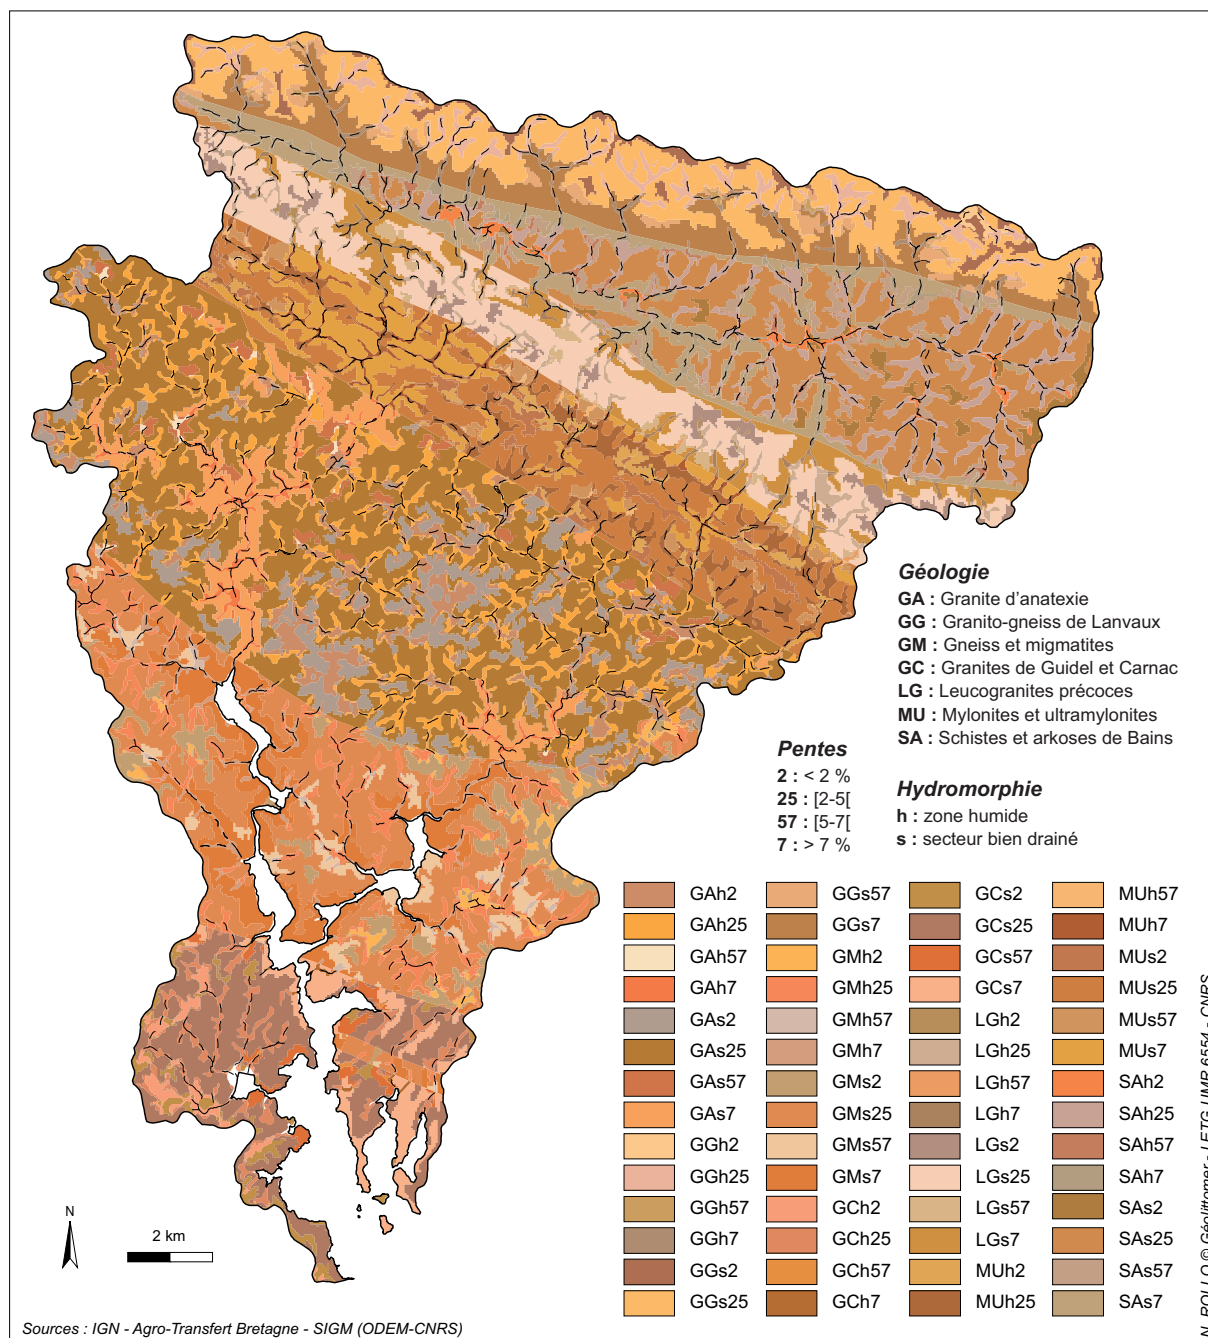 Géologie
GA : Granite d'anatexie
GG : Granito-gneiss de Lanvaux
GM : Gneiss et migmatites
GC : Granites de Guidel et Carnac
LG : Leucogranites précoces
MU : Mylonites et ultramylonites
SA : Schistes et arkoses de Bains
Pentes
2 : < 2 %
25 : [2-5[
57 : [5-7[
7 : > 7 %
Hydromorphie
h : zone humide
s : secteur bien drainé
GAh2
GAh25
GAh57
GAh7
GAs2
GAs25
GAs57
GAs7
GGh2
GGh25
GGh57
GGh7
GGs2
GGs25
GGs57
GGs7
GMh2
GMh25
GMh57
GMh7
GMs2
GMs25
GMs57
GMs7
GCh2
GCh25
GCh57
GCh7
GCs2
GCs25
GCs57
GCs7
LGh2
LGh25
LGh57
LGh7
LGs2
LGs25
LGs57
LGs7
MUh2
MUh25
MUh57
MUh7
MUs2
MUs25
MUs57
MUs7
SAh2
SAh25
SAh57
SAh7
SAs2
SAs25
SAs57
SAs7
N
2 km
Sources : IGN - Agro-Transfert Bretagne - SIGM (ODEM-CNRS)
N. ROLLO © Géolittomer - LETG UMR 6554 - CNRS